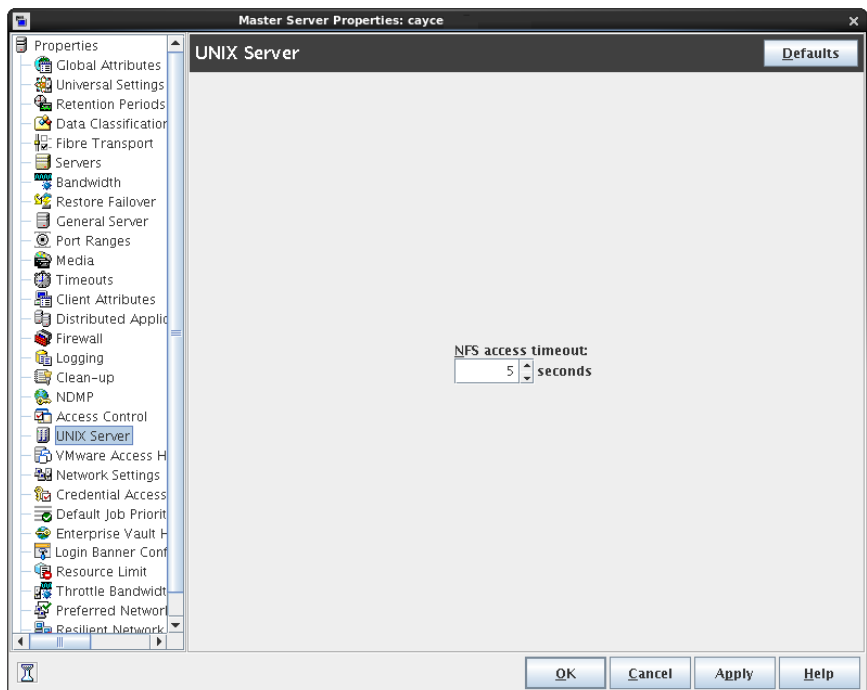 Master Server Properties: cayce
Properties
Global Attributes
Universal Settings
Retention Periods
Data Classification
Fibre Transport
Servers
Bandwidth
Restore Failover
General Server
Port Ranges
Media
Timeouts
Client Attributes
Distributed Applic
Firewall
Logging
Clean-up
NDMP
Access Control
UNIX Server
VMware Access H
Network Settings
Credential Access
Default Job Priorit
Enterprise Vault H
Login Banner Conf
Resource Limit
Throttle Bandwidt
Preferred Networ
Resilient Network
UNIX Server
Defaults
NFS access timeout:
5 seconds
OK Cancel Apply Help